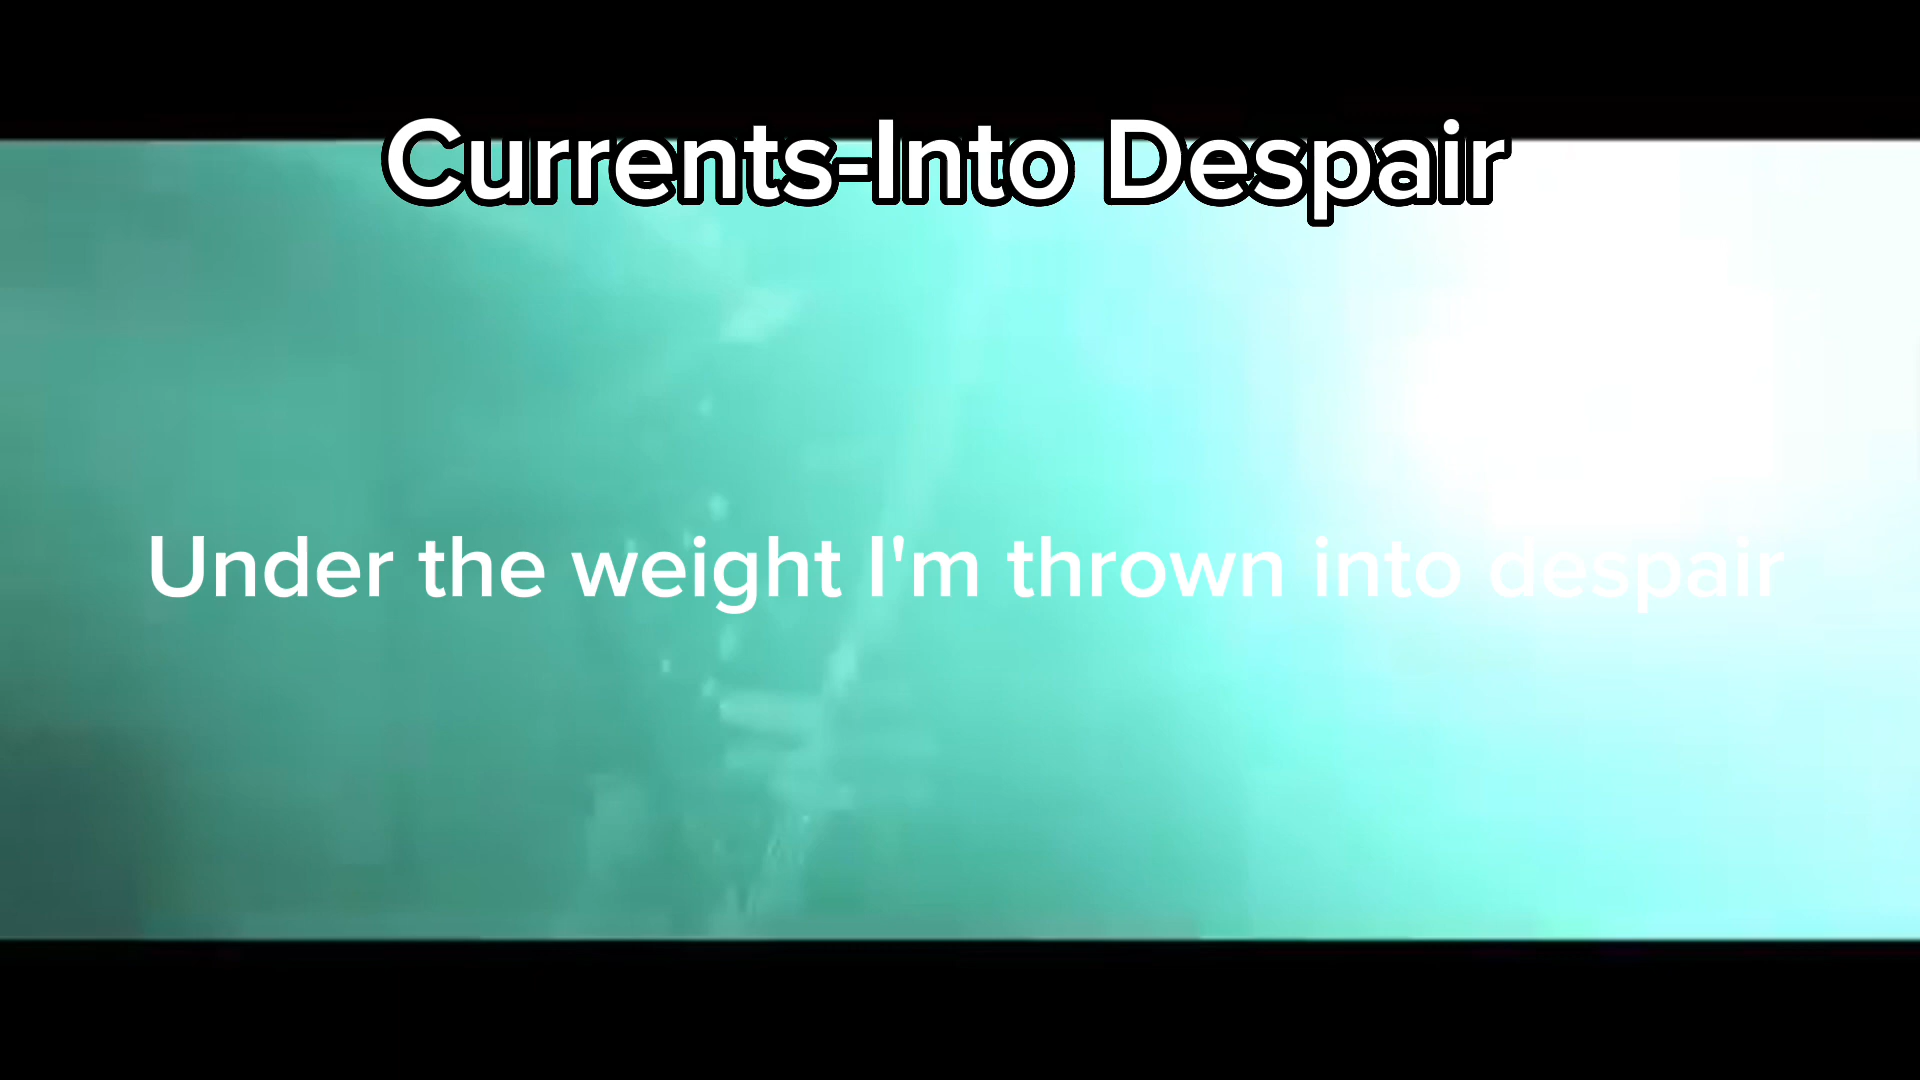 Currents-Into Despair
Under the weight I'm thrown into despair